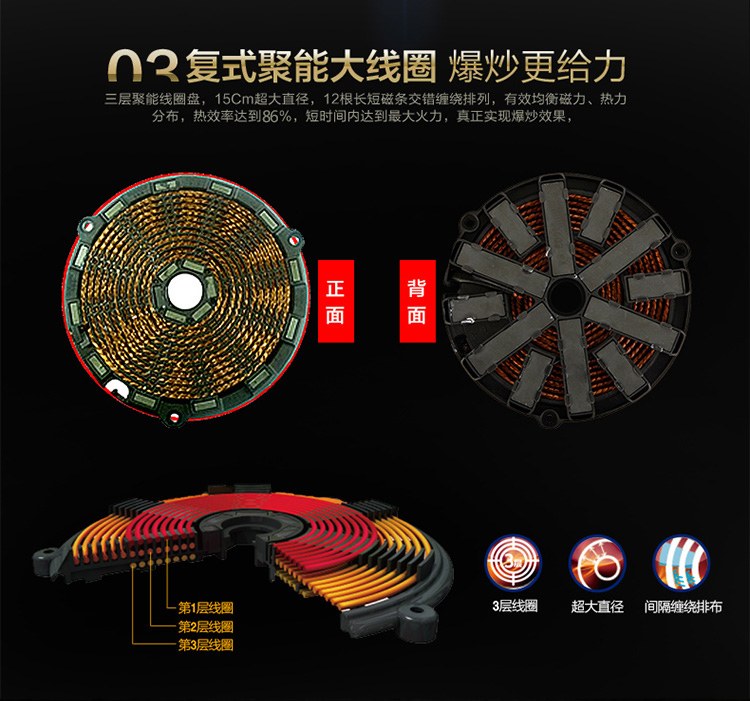 03 复式聚能大线圈 爆炒更给力
三层聚能线圈盘，15Cm超大直径，12根长短磁条交错缠绕排列，有效均衡磁力、热力
分布，热效率达到86%，短时间内达到最大火力，真正实现爆炒效果，
正面
背面
第1层线圈
第2层线圈
第3层线圈
3层
3层线圈
超大直径
间隔缠绕排布